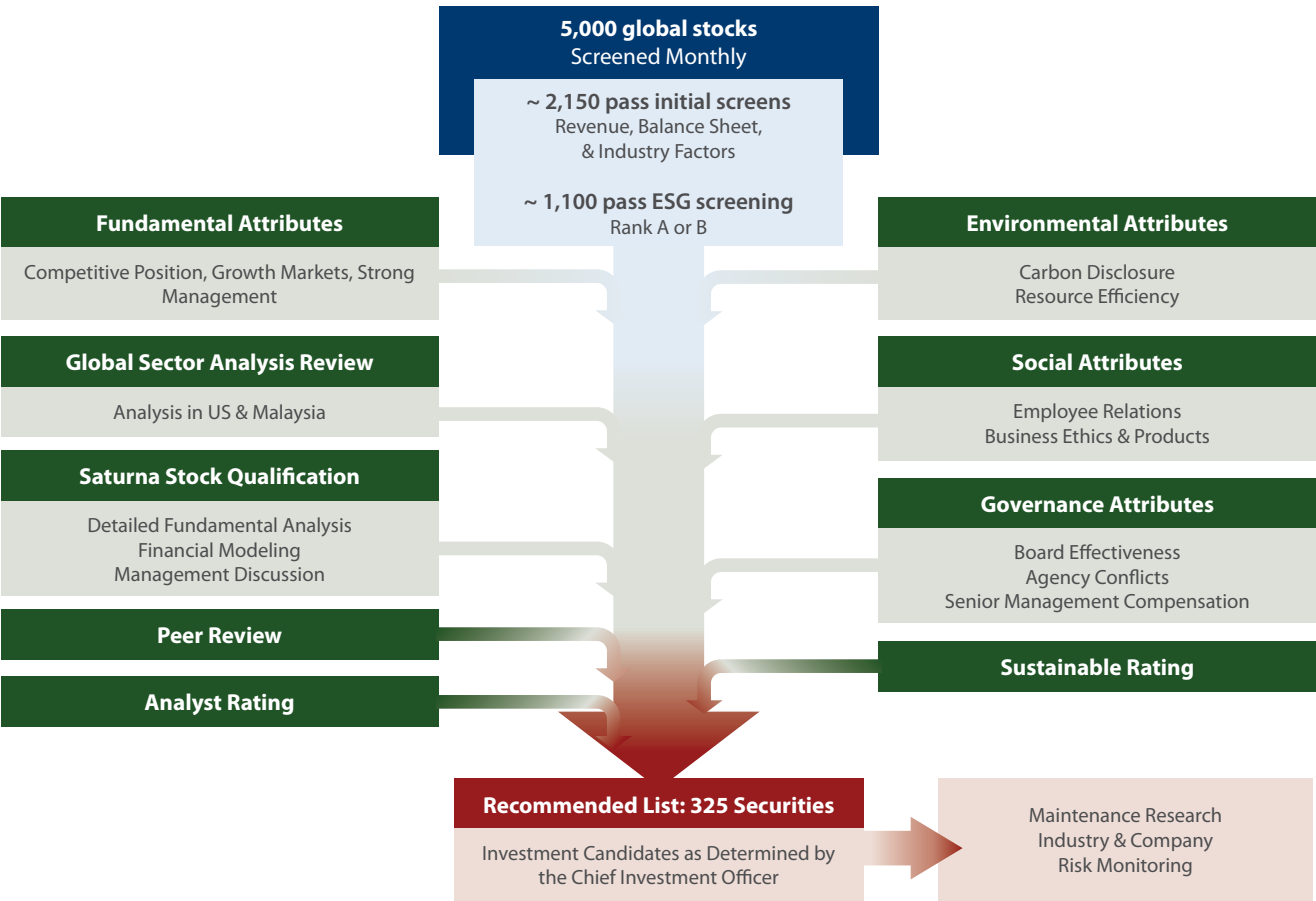 5,000 global stocks
Screened Monthly
~ 2,150 pass initial screens
Revenue, Balance Sheet,
& Industry Factors
~ 1,100 pass ESG screening
Rank A or B
Fundamental Attributes
Competitive Position, Growth Markets, Strong
Management
Global Sector Analysis Review
Analysis in US & Malaysia
Saturna Stock Qualification
Detailed Fundamental Analysis
Financial Modeling
Management Discussion
Peer Review
Analyst Rating
Environmental Attributes
Carbon Disclosure
Resource Efficiency
Social Attributes
Employee Relations
Business Ethics & Products
Governance Attributes
Board Effectiveness
Agency Conflicts
Senior Management Compensation
Sustainable Rating
Recommended List: 325 Securities
Investment Candidates as Determined by
the Chief Investment Officer
Maintenance Research
Industry & Company
Risk Monitoring